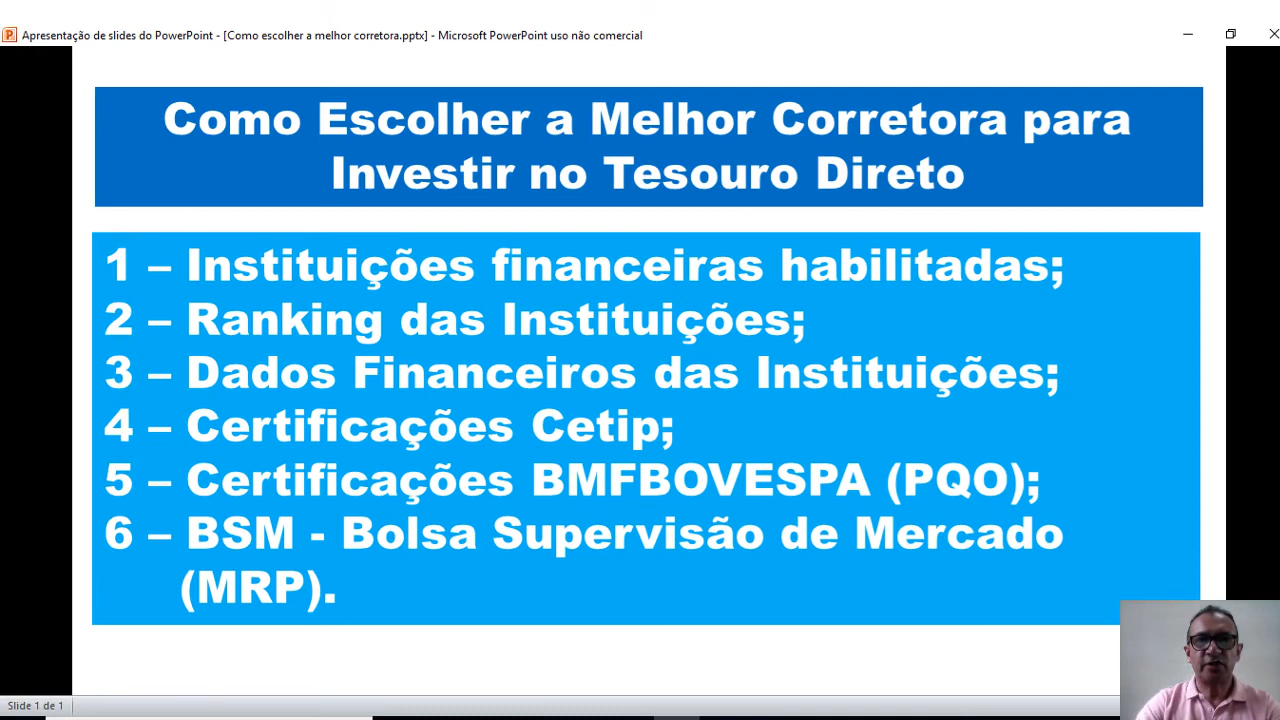 Apresentação de slides do PowerPoint - [Como escolher a melhor corretora.pptx] - Microsoft PowerPoint uso não comercial
Como Escolher a Melhor Corretora para
Investir no Tesouro Direto
1 – Instituições financeiras habilitadas;
2 – Ranking das Instituições;
3 – Dados Financeiros das Instituições;
4 – Certificações Cetip;
5 – Certificações BMFBOVESPA (PQO);
6 – BSM - Bolsa Supervisão de Mercado
(MRP).
Slide 1 de 1